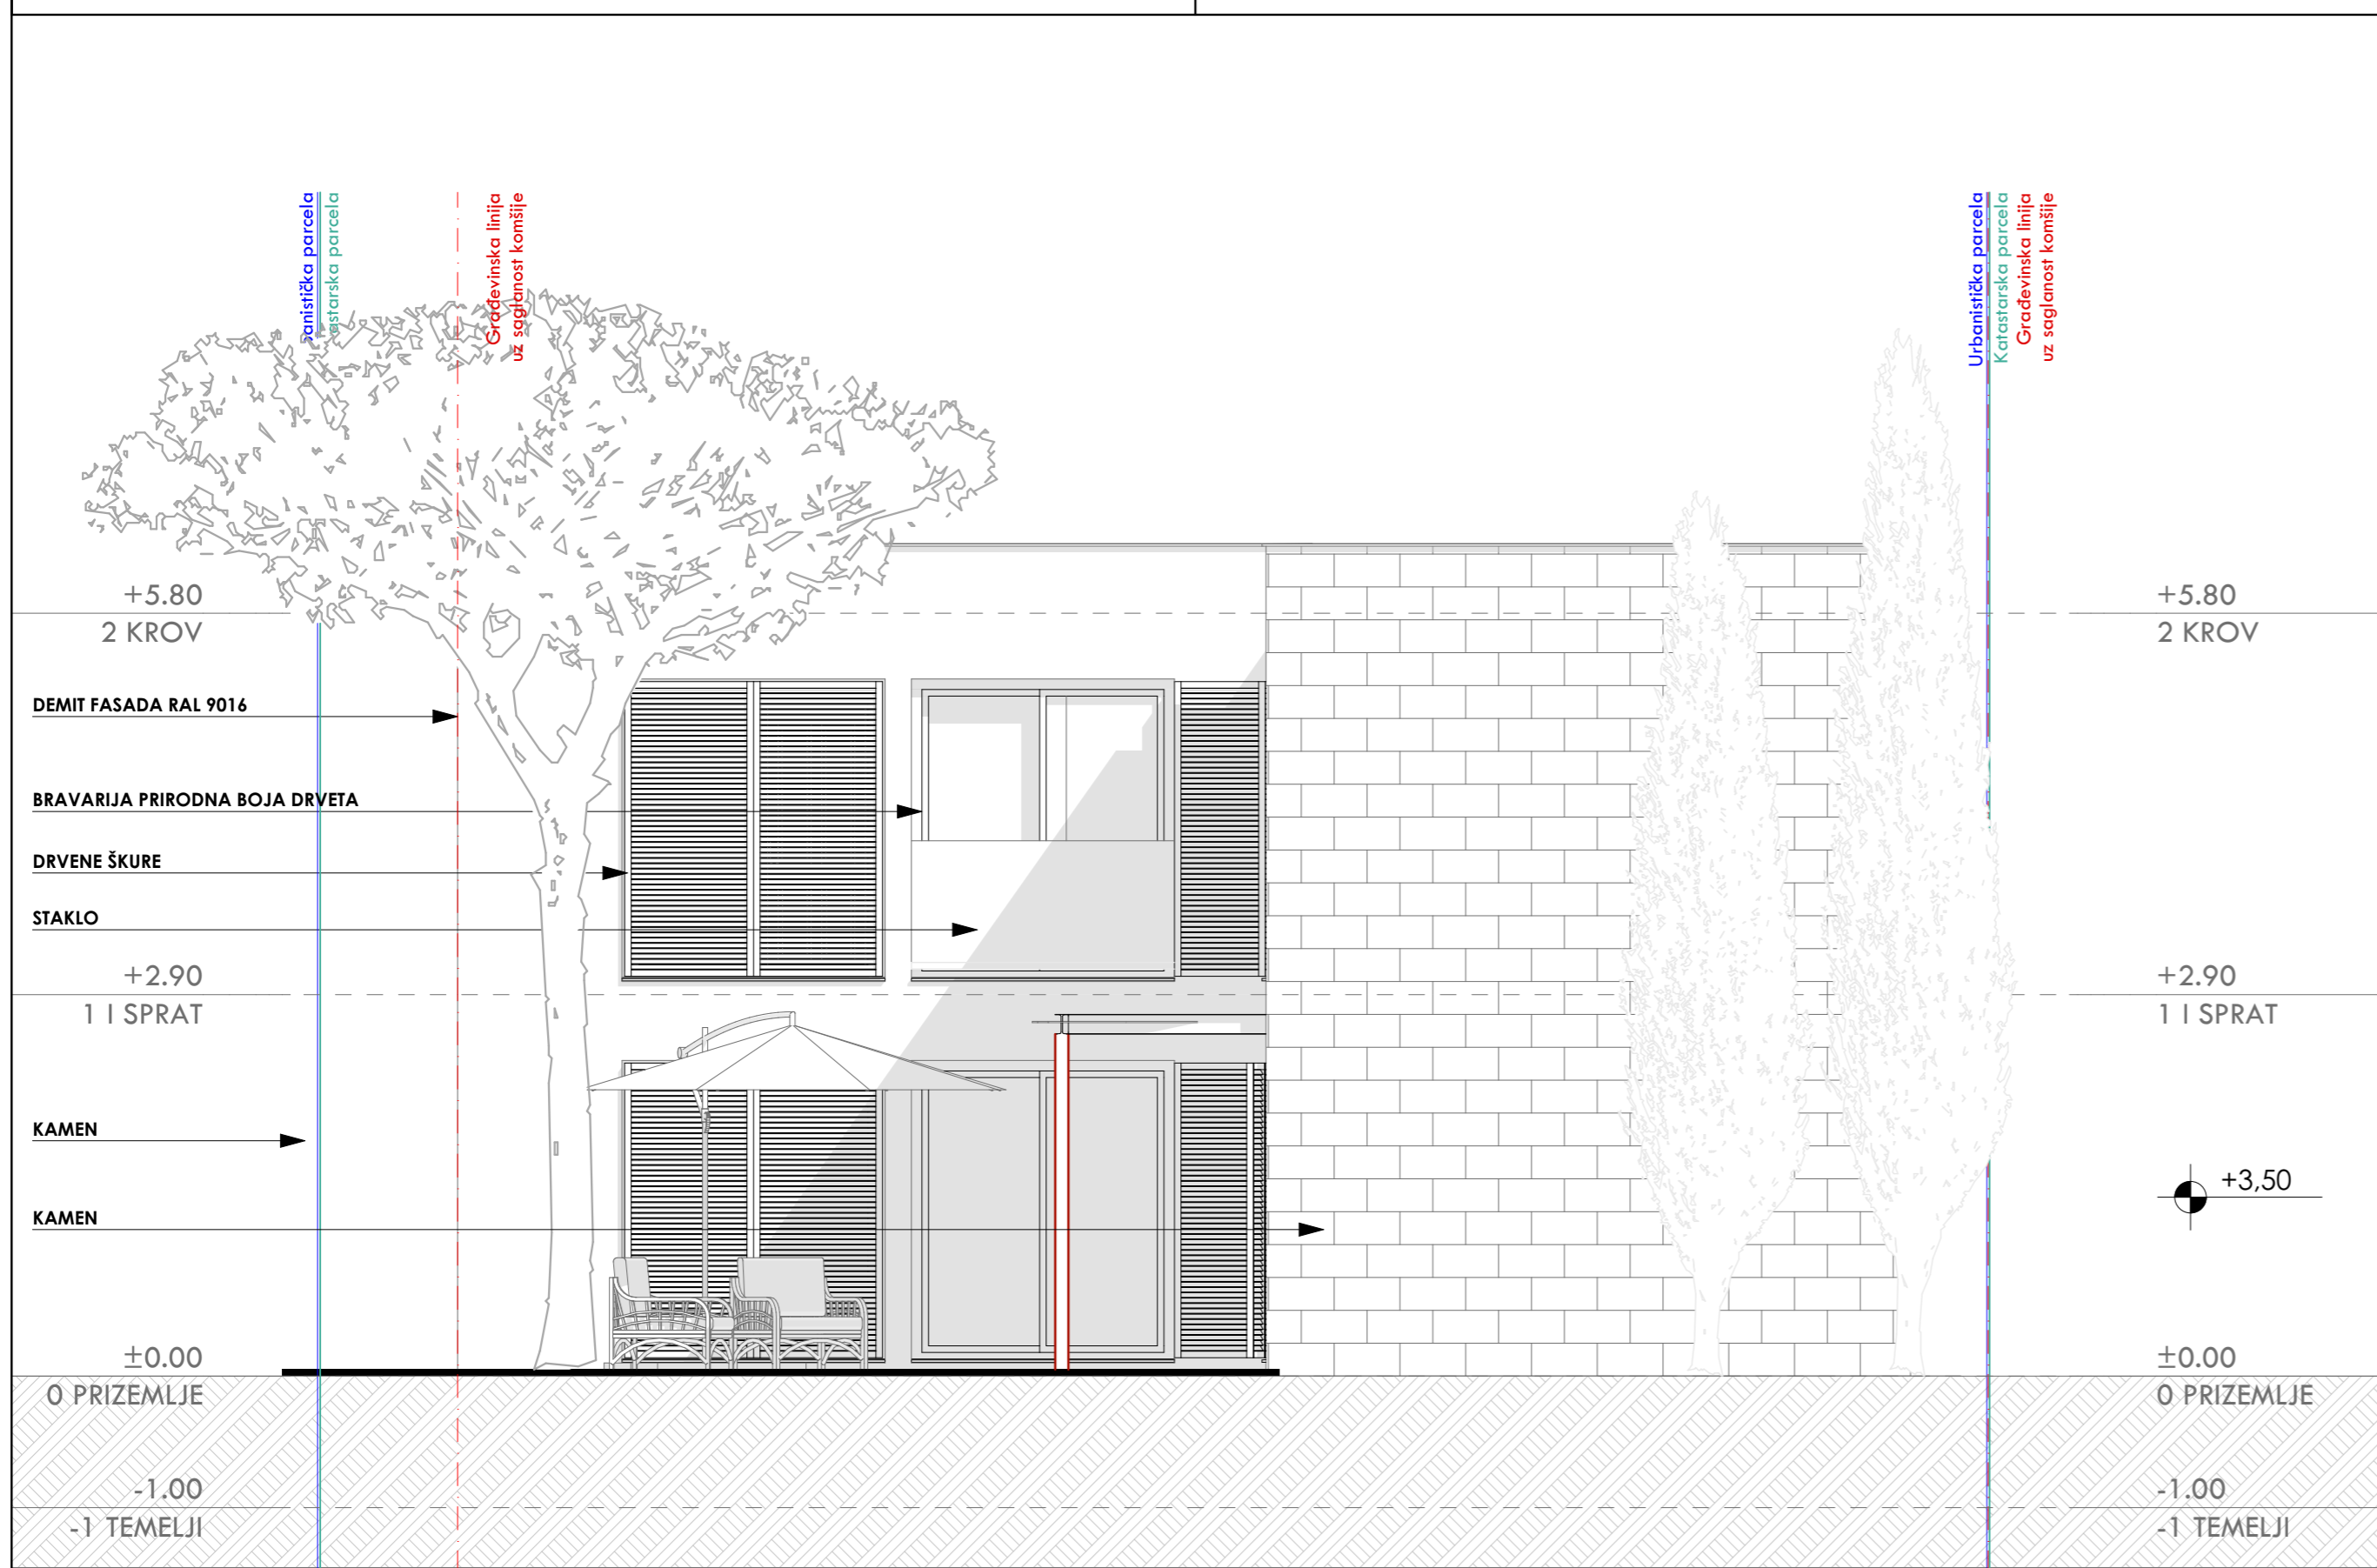 parcela
parcela
Građevinska linija
uz saglanost komšije
Urbanistička parcela
Katastarska parcela
Građevinska linija
uz saglanost komšije
+5.80
2 KROV
+5.80
2 KROV
DEMIT FASADA RAL 9016
BRAVARIJA PRIRODNA BOJA DRVETA
DRVENE ŠKURE
STAKLO
+2.90
1 I SPRAT
+2.90
1 I SPRAT
KAMEN
+3,50
KAMEN
±0.00
0 PRIZEMLJE
±0.00
0 PRIZEMLJE
-1.00
-1 TEMELJI
-1.00
-1 TEMELJI